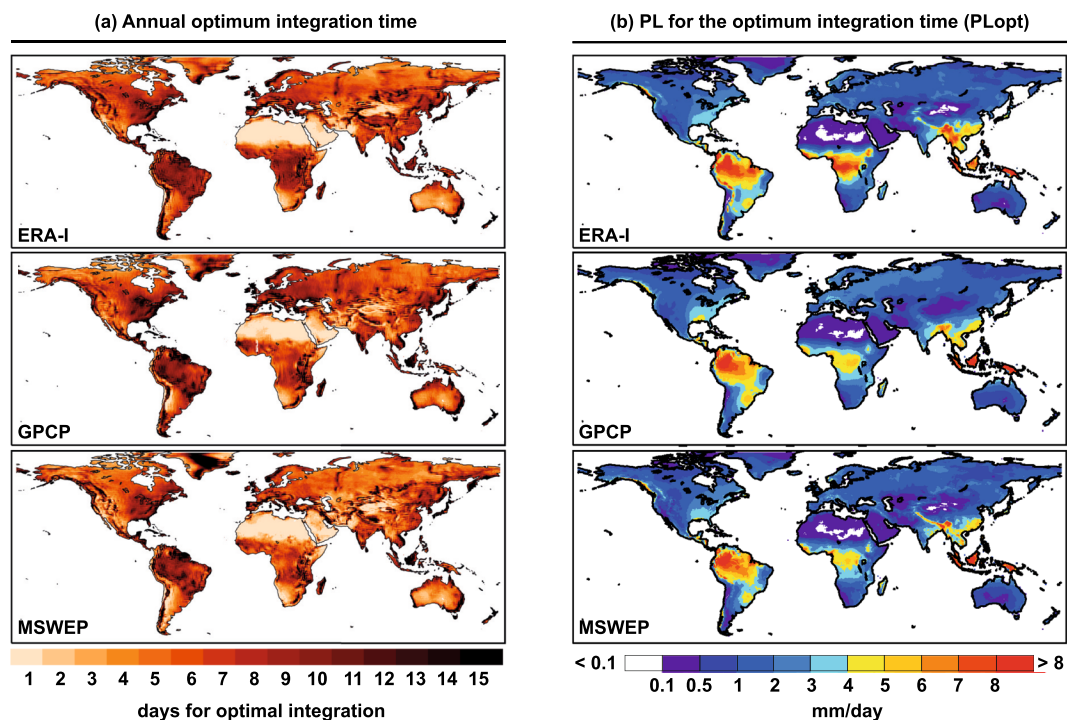 (a) Annual optimum integration time
(b) PL for the optimum integration time (PLopt)
ERA-I
ERA-I
GPCP
GPCP
MSWEP
MSWEP
1 2 3 4 5 6 7 8 9 10 11 12 13 14 15
days for optimal integration
< 0.1 > 8
0.1 0.5 1 2 3 4 5 6 7 8
mm/day